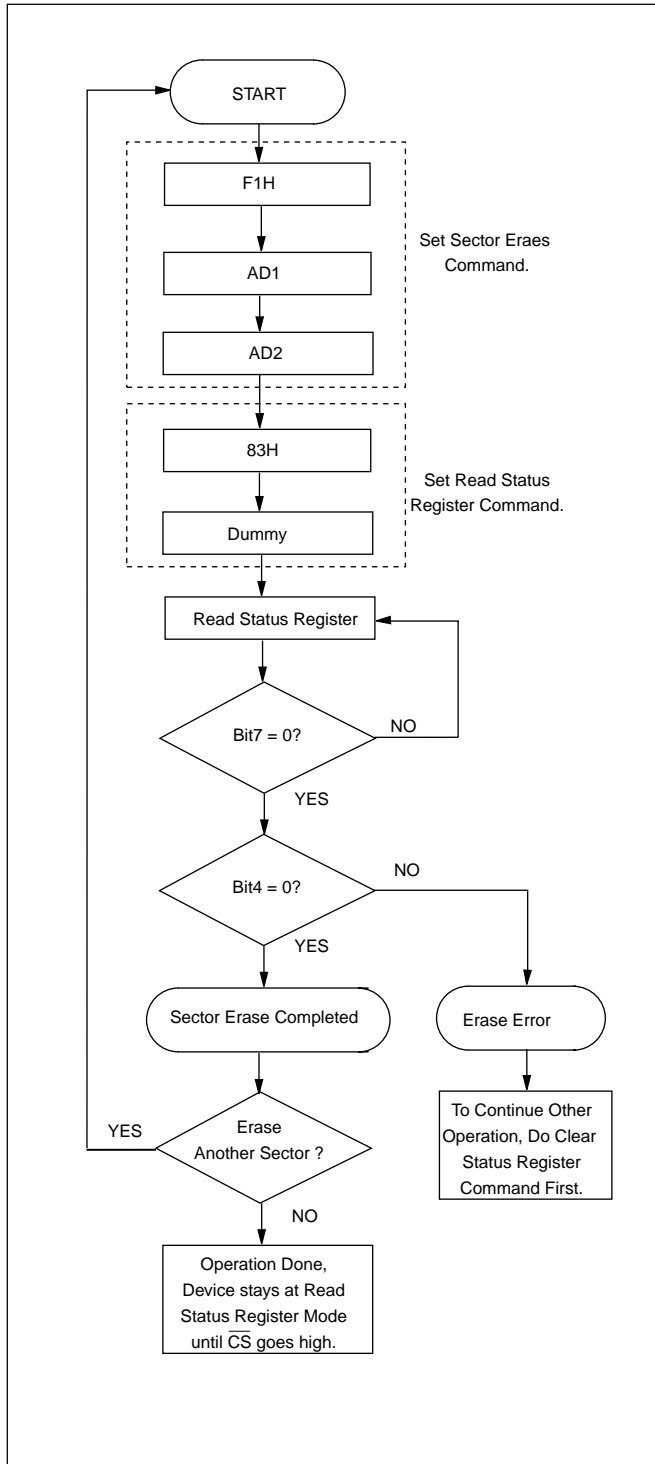 START
F1H
Set Sector Eraes
Command.
AD1
AD2
83H
Set Read Status
Register Command.
Dummy
Read Status Register
Bit7 = 0?
NO
YES
Bit4 = 0?
NO
YES
Sector Erase Completed
Erase Error
To Continue Other
Operation, Do Clear
Status Register
Command First.
Erase
Another Sector ?
YES
NO
Operation Done,
Device stays at Read
Status Register Mode
until C̅S̅ goes high.